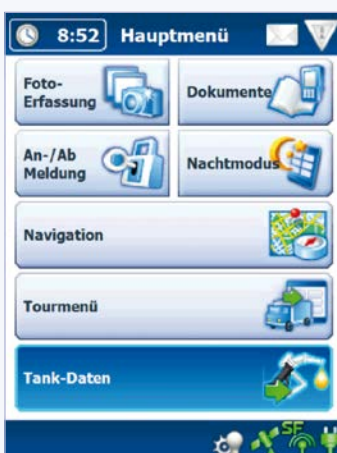 8:52 Hauptmenü
Foto-
Erfassung
Dokumente
An-/Ab
Meldung
Nachtmodus
Navigation
Tourmenü
Tank-Daten
SF